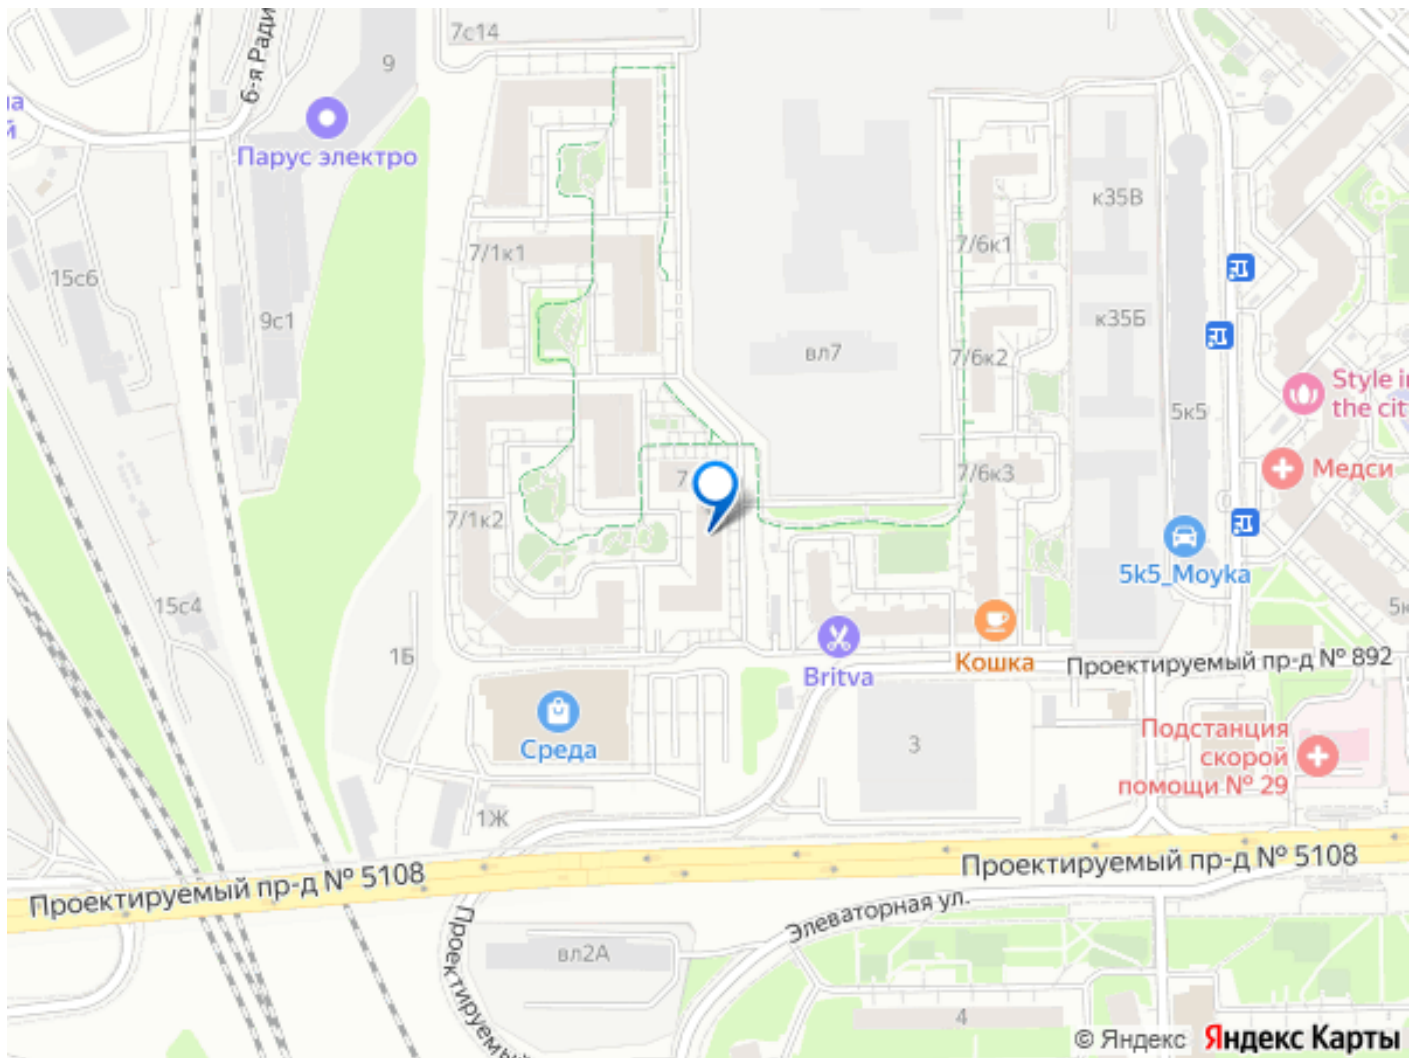 7с14
9
6-я Ради
Парус электро
к35В
7/6к1
7/1к1
15с6
9с1
к35Б
вл7
7/6к2
Style in
the cit
5к5
Медси
7/6к3
7
7/1к2
5k5_Moyka
15с4
1Б
Britva
Кошка
Проектируемый пр-д № 892
Среда
3
Подстанция
скорой
помощи № 29
1Ж
Проектируемый пр-д № 5108
Проектируемый пр-д № 5108
Элеваторная ул.
Проектируемый
вл2А
4
© Яндекс Яндекс Карты